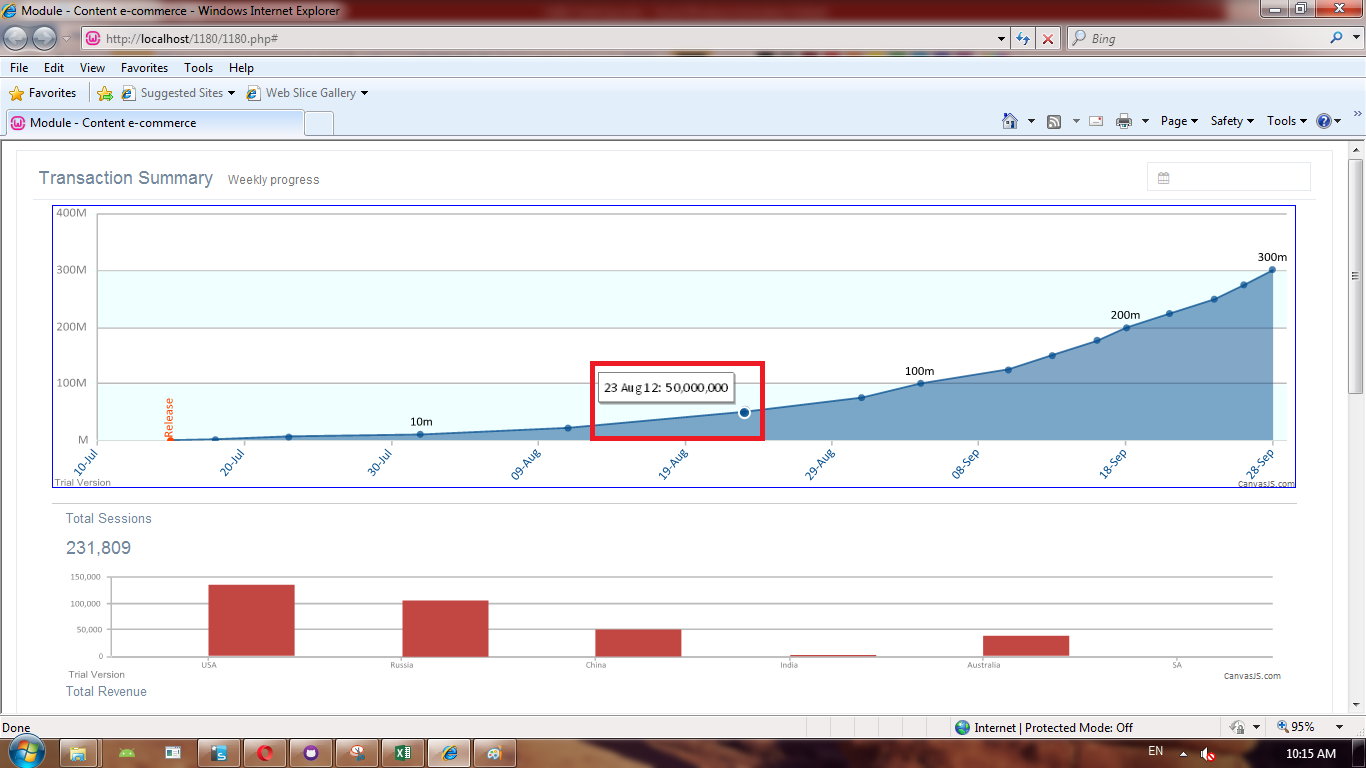 Module - Content e-commerce - Windows Internet Explorer
http://localhost/1180/1180.php#
Bing
File Edit View Favorites Tools Help
Favorites Suggested Sites Web Slice Gallery
Module - Content e-commerce
Page Safety Tools
Transaction Summary Weekly progress
400M
300M
200M
100M
M
Release
10m
23 Aug 12: 50,000,000
100m
200m
300m
10-Jul 20-Jul 30-Jul 09-Aug 19-Aug 29-Aug 08-Sep 18-Sep 28-Sep
Trial Version CanvasJS.com
Total Sessions
231,809
150,000
100,000
50,000
0
USA Russia China India Australia SA
Trial Version CanvasJS.com
Total Revenue
Done Internet | Protected Mode: Off 95%
EN 10:15 AM